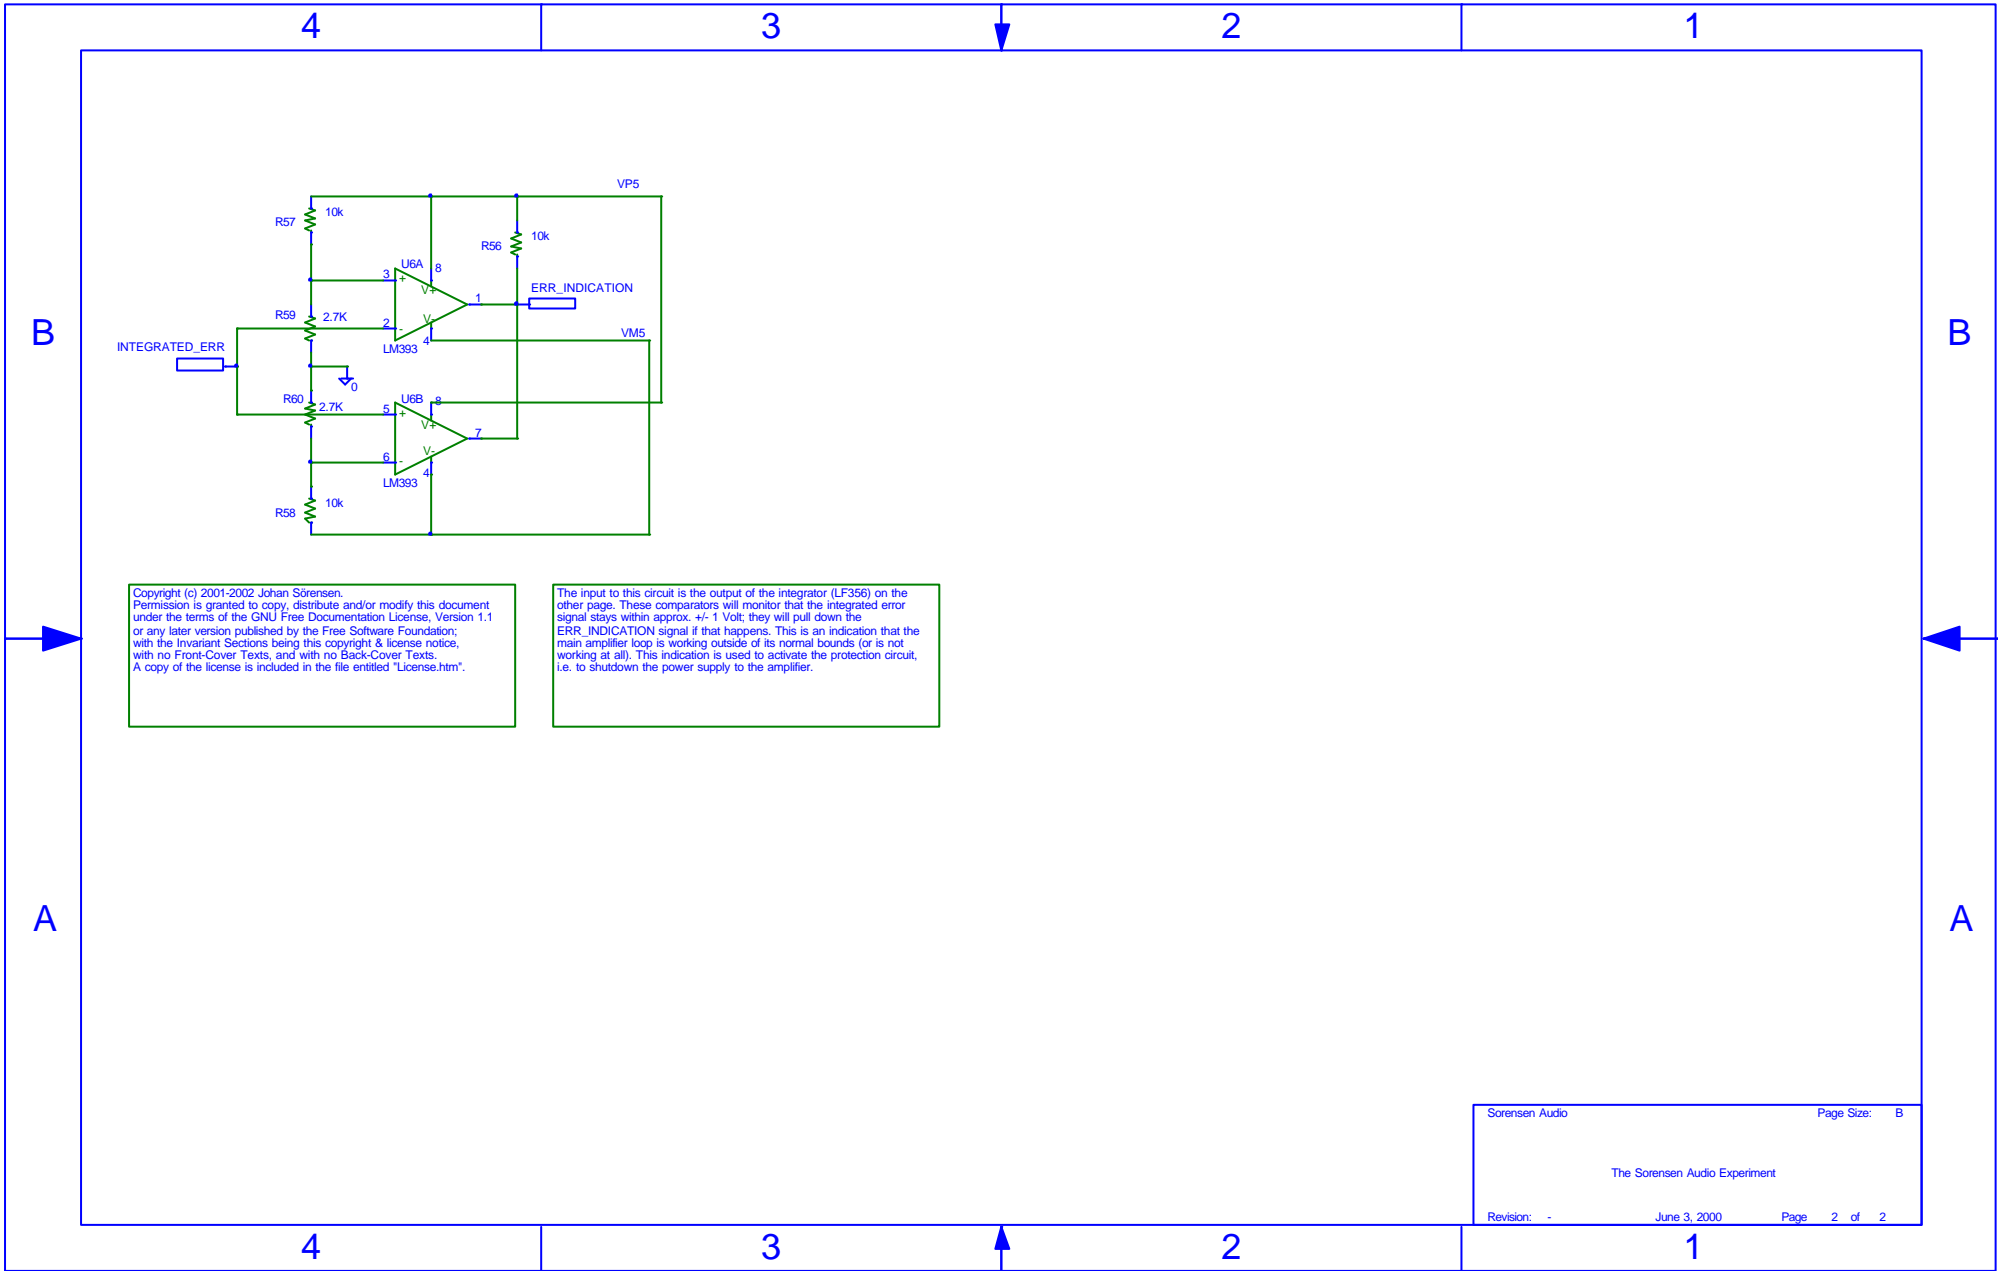 4 3 2 1
VP5
R57 10k
R56 10k
U6A
3 + 8
V+
1
ERR_INDICATION
R59 2.7K
2 - V-
VM5
4
LM393
INTEGRATED_ERR
0
R60 2.7K
U6B 8
5 +
V+
7
V-
6 -
4
LM393
R58 10k
B B
Copyright (c) 2001-2002 Johan Sörensen.
Permission is granted to copy, distribute and/or modify this document
under the terms of the GNU Free Documentation License, Version 1.1
or any later version published by the Free Software Foundation;
with the Invariant Sections being this copyright & license notice,
with no Front-Cover Texts, and with no Back-Cover Texts.
A copy of the license is included in the file entitled "License.htm".
The input to this circuit is the output of the integrator (LF356) on the
other page. These comparators will monitor that the integrated error
signal stays within approx. +/- 1 Volt; they will pull down the
ERR_INDICATION signal if that happens. This is an indication that the
main amplifier loop is working outside of its normal bounds (or is not
working at all). This indication is used to activate the protection circuit,
i.e. to shutdown the power supply to the amplifier.
A A
Sorensen Audio Page Size: B
The Sorensen Audio Experiment
Revision: - June 3, 2000 Page 2 of 2
4 3 2 1